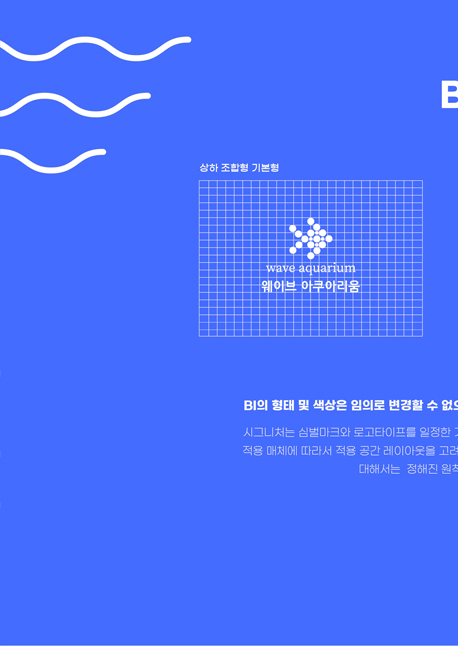 B
상하 조합형 기본형
wave aquarium
웨이브 아쿠아리움
BI의 형태 및 색상은 임의로 변경할 수 없으
시그니처는 심벌마크와 로고타이프를 일정한
적용 매체에 따라서 적용 공간 레이아웃을 고려
대해서는 정해진 원칙